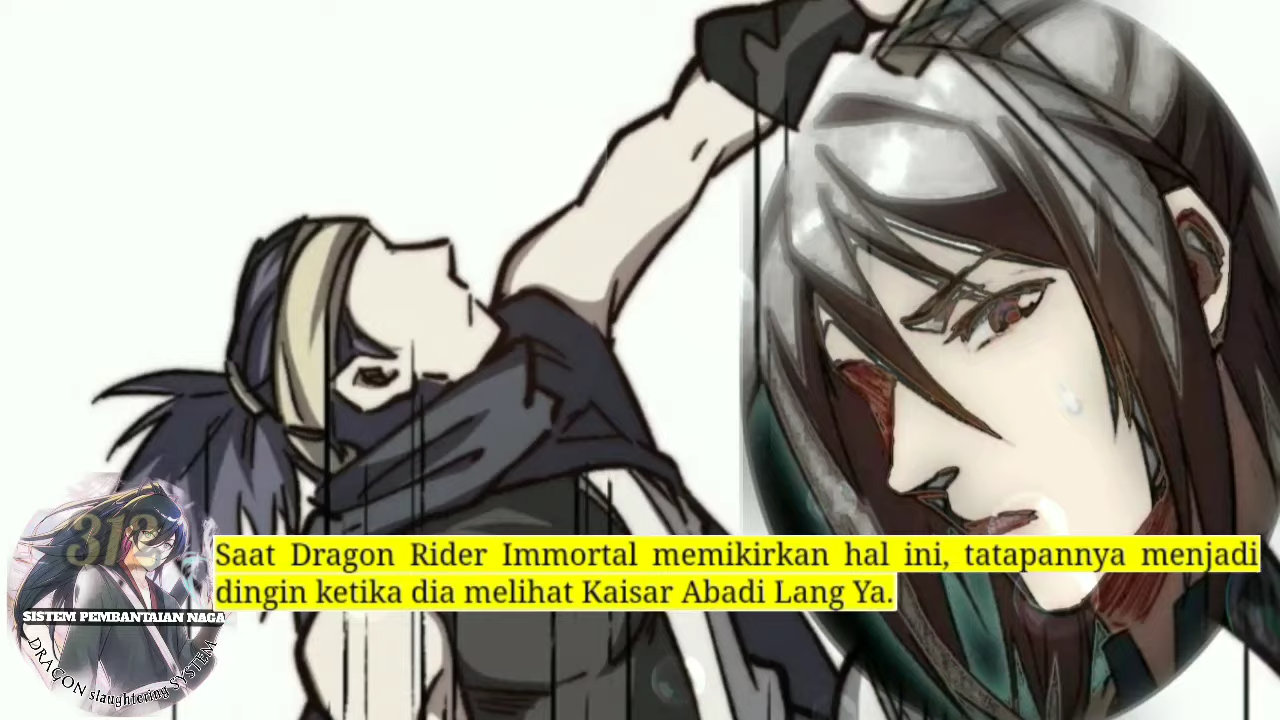 Saat Dragon Rider Immortal memikirkan hal ini, tatapannya menjadi
dingin ketika dia melihat Kaisar Abadi Lang Ya.
312
SISTEM PEMBANTAIAN NAGA
DRAGON slaughtering SYSTEM